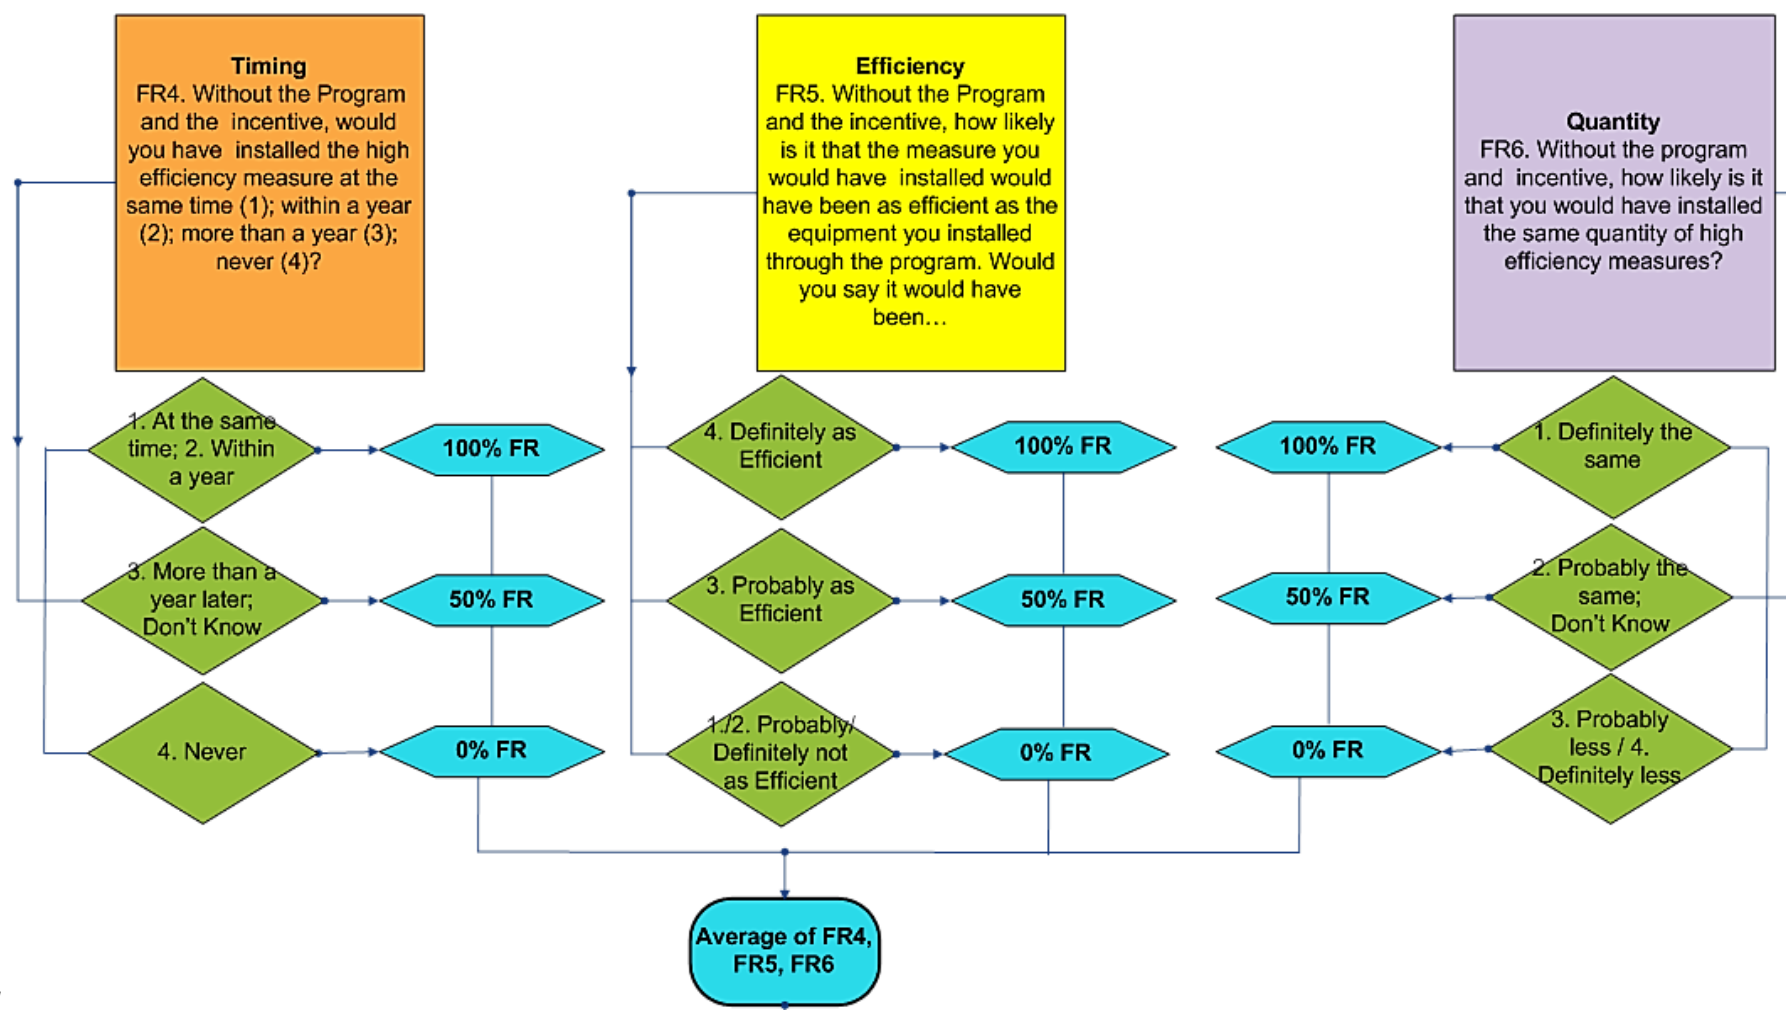 Timing
FR4. Without the Program
and the  incentive, would
you have  installed the high
efficiency measure at the
same time (1); within a year
(2); more than a year (3);
never (4)?
Efficiency
FR5. Without the Program
and the incentive, how likely
is it that the measure you
would have  installed would
have been as efficient as the
equipment you installed
through the program. Would
you say it would have
been…
Quantity
FR6. Without the program
and  incentive, how likely is it
that you would have installed
the same quantity of high
efficiency measures?
1. At the same
time; 2. Within
a year
100% FR
4. Definitely as
Efficient
100% FR
100% FR
1. Definitely the
same
3. More than a
year later;
Don't Know
50% FR
3. Probably as
Efficient
50% FR
50% FR
2. Probably the
same;
Don't Know
4. Never
0% FR
1./2. Probably/
Definitely not
as Efficient
0% FR
0% FR
3. Probably
less / 4.
Definitely less
Average of FR4,
FR5, FR6